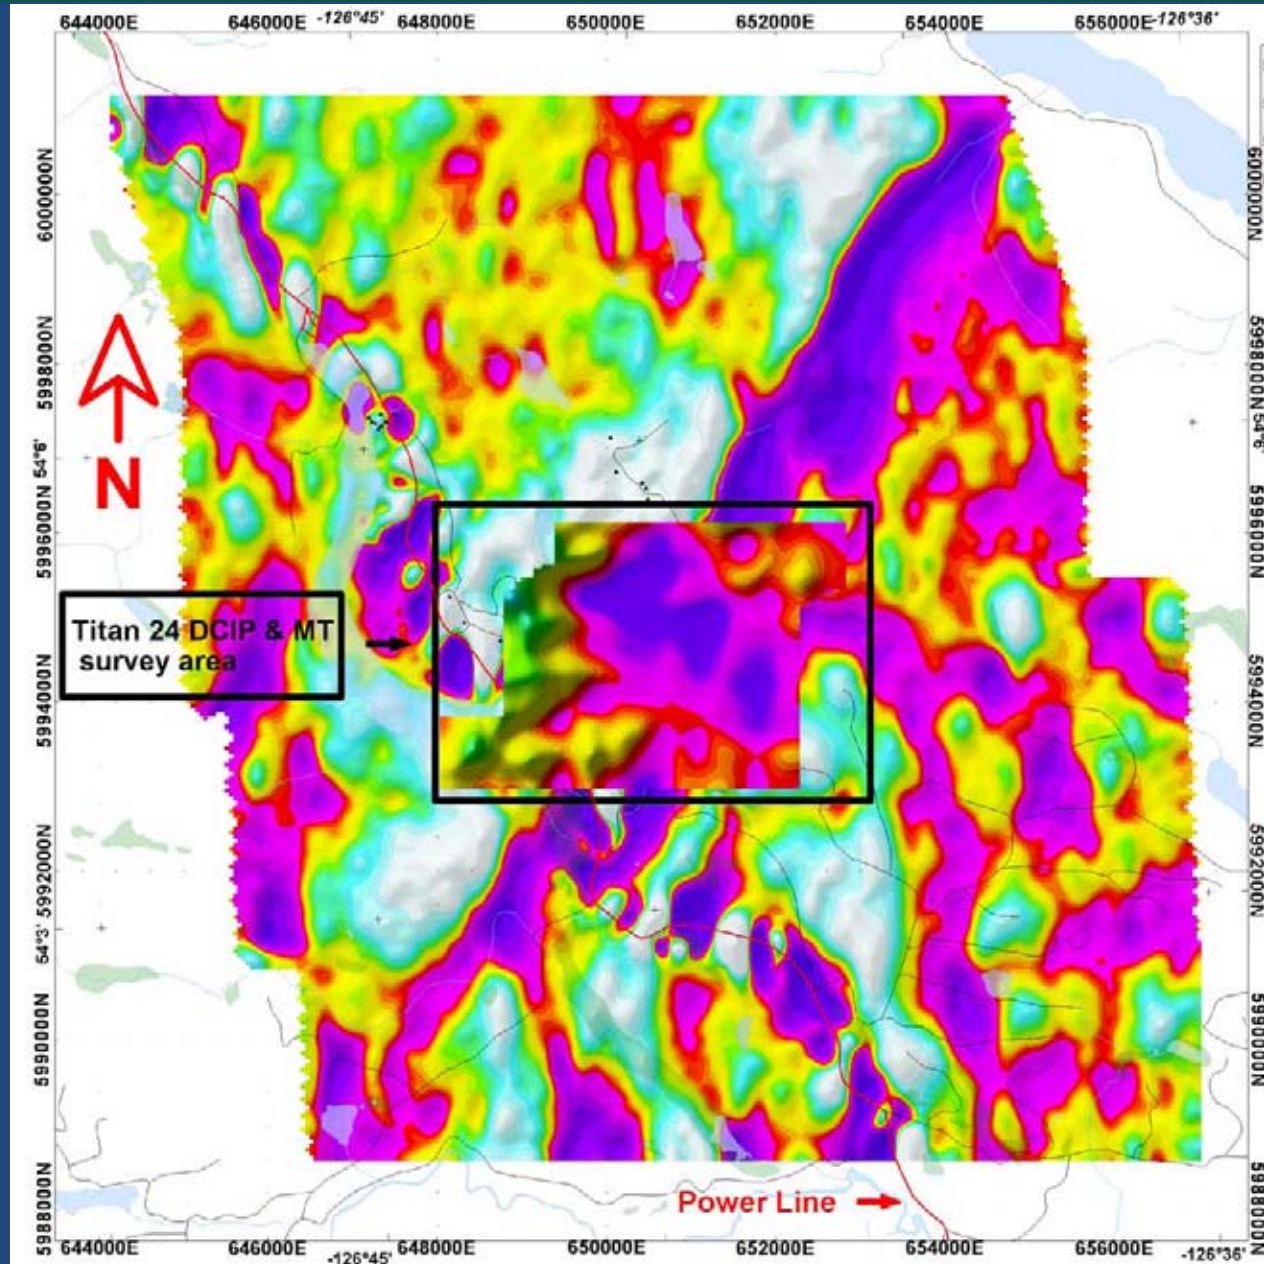 644000E 646000E -126°45' 648000E 650000E 652000E 654000E 656000E -126°36'
6000000N 6000000N
5998000N 5998000N
N
54°6' 54°6'
5996000N 5996000N
Titan 24 DCIP & MT
survey area
5994000N 5994000N
5992000N 5992000N
54°3'
5990000N 5990000N
Power Line
5988000N 5988000N
644000E 646000E -126°45' 648000E 650000E 652000E 654000E 656000E -126°36'